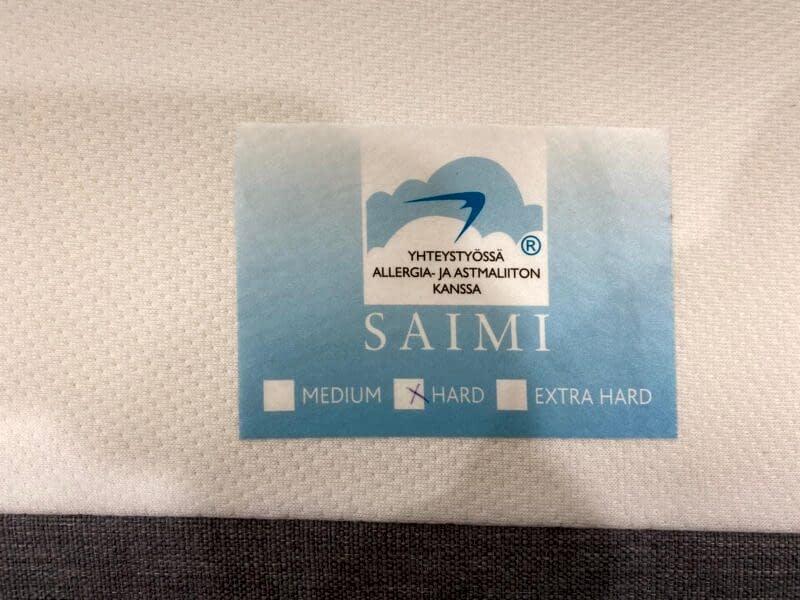 YHTEYSTYÖSSÄ
ALLERGIA- JA ASTMALIITON
KANSSA
®
SAIMI
MEDIUM X HARD EXTRA HARD